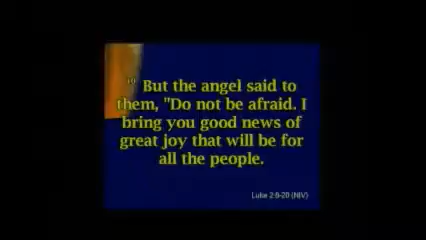 10 But the angel said to
them, "Do not be afraid. I
bring you good news of
great joy that will be for
all the people.
Luke 2:8-20 (NIV)